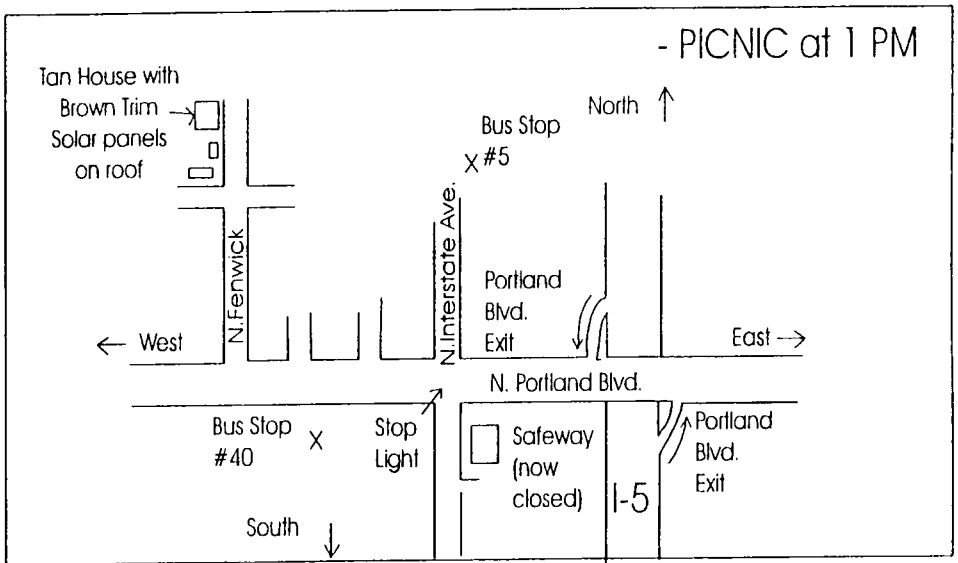 - PICNIC at 1 PM
Tan House with
Brown Trim
Solar panels
on roof
North
Bus Stop
#5
N.Fenwick
N.Interstate Ave.
Portland
Blvd.
Exit
West
East
N. Portland Blvd.
Bus Stop
#40
Stop
Light
Safeway
(now
closed)
Portland
Blvd.
Exit
I-5
South